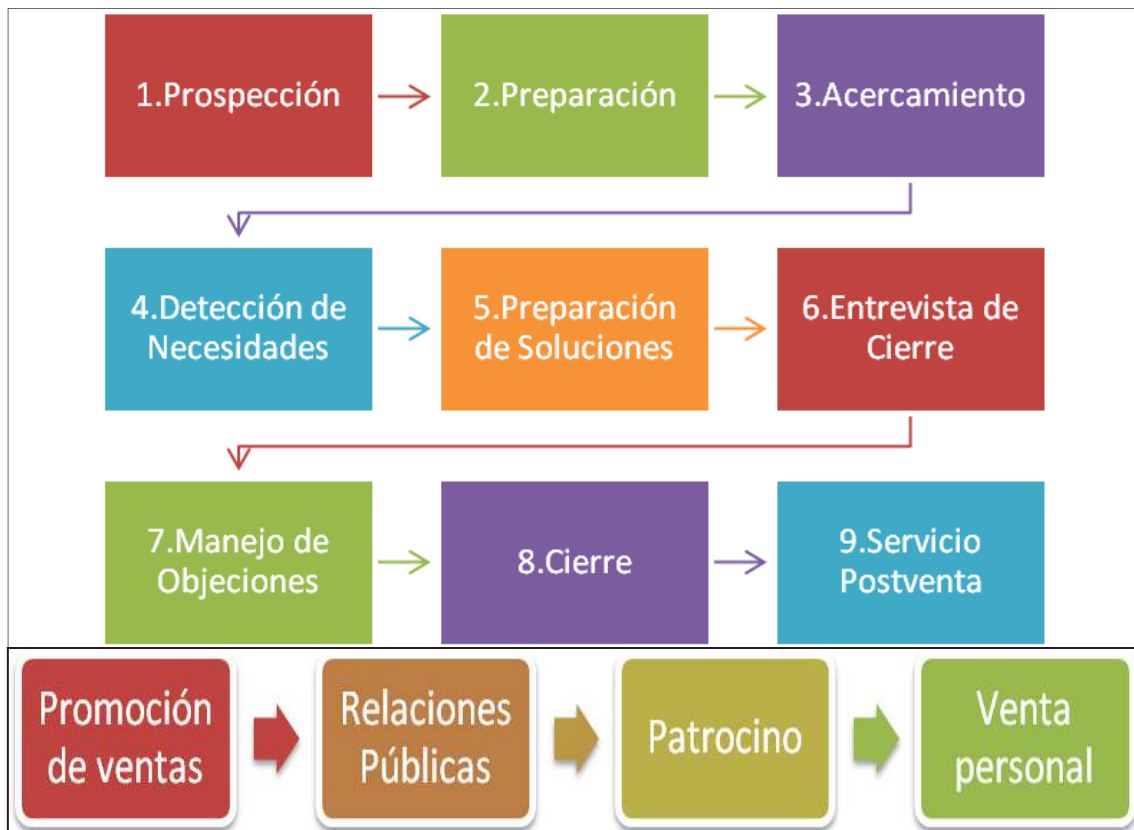 1.Prospección
2.Preparación
3.Acercamiento
4.Detección de
Necesidades
5.Preparación
de Soluciones
6.Entrevista de
Cierre
7.Manejo de
Objeciones
8.Cierre
9.Servicio
Postventa
Promoción
de ventas
Relaciones
Públicas
Patrocino
Venta
personal